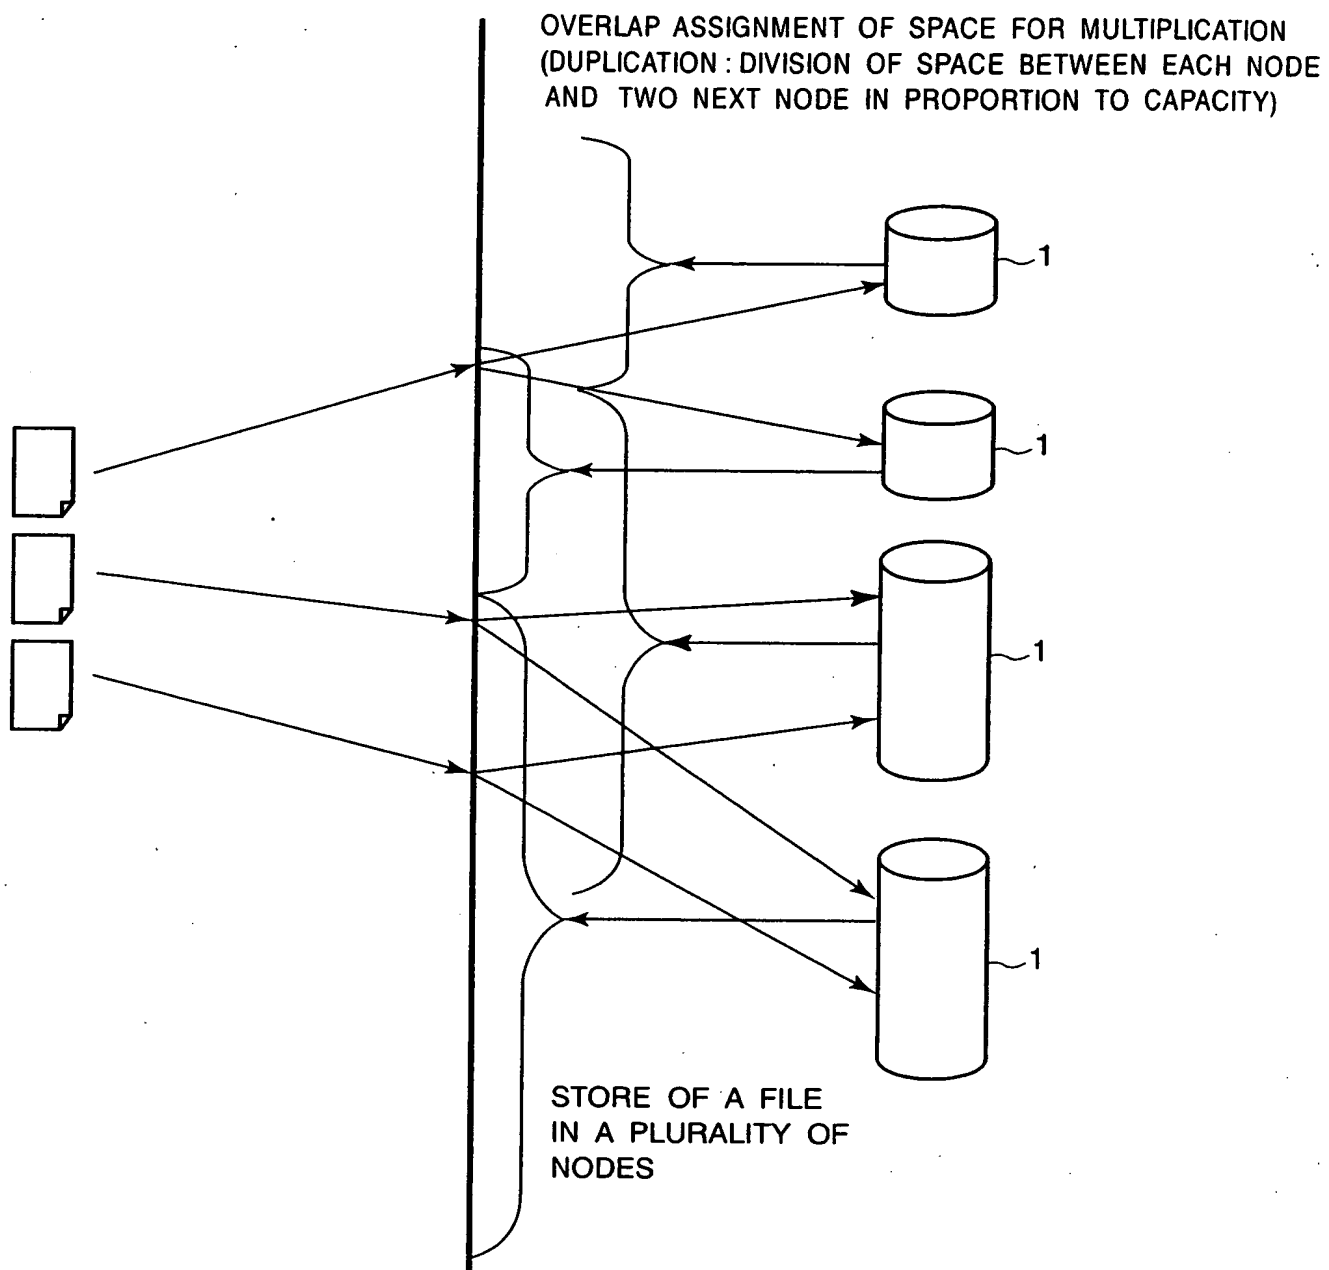 OVERLAP ASSIGNMENT OF SPACE FOR MULTIPLICATION
(DUPLICATION : DIVISION OF SPACE BETWEEN EACH NODE
AND TWO NEXT NODE IN PROPORTION TO CAPACITY)
1
1
1
1
STORE OF A FILE
IN A PLURALITY OF
NODES